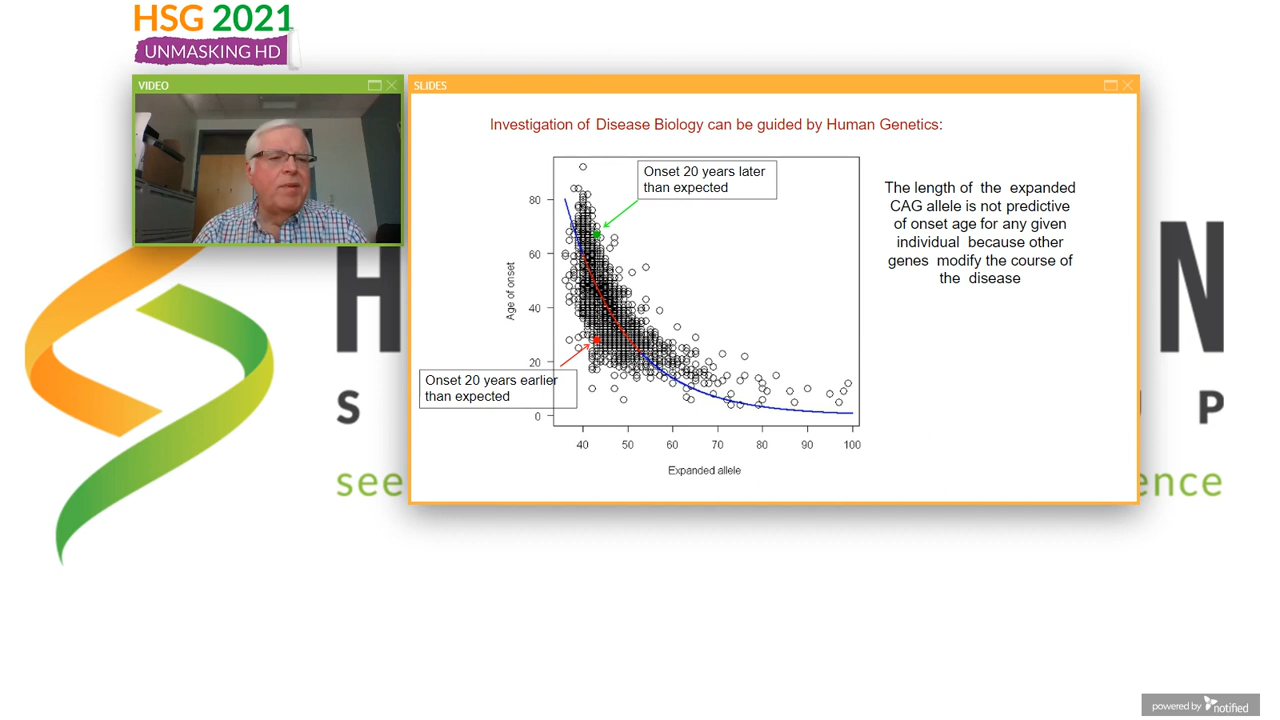 HSG 2021
UNMASKING HD
VIDEO
SLIDES
Investigation of Disease Biology can be guided by Human Genetics:
Onset 20 years later
than expected
The length of the expanded
CAG allele is not predictive
of onset age for any given
individual because other
genes modify the course of
the disease
Age of onset
80
60
40
20
0
Onset 20 years earlier
than expected
40 50 60 70 80 90 100
Expanded allele
H N
S P
see ence
powered by notified